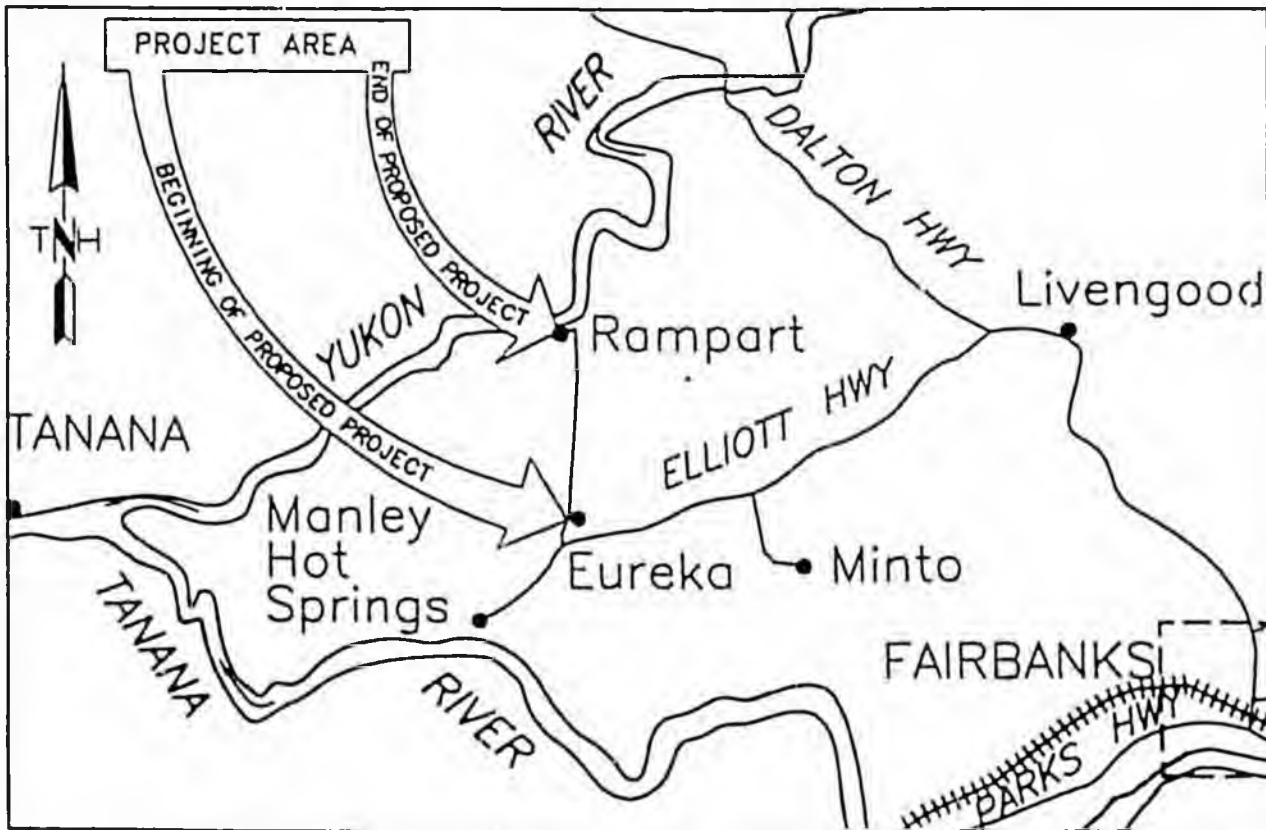 PROJECT AREA
END OF PROPOSED PROJECT
BEGINNING OF PROPOSED PROJECT
TNH
RIVER
DALTON HWY
Livengood
YUKON
Rampart
ELLIOTT HWY
TANANA
Manley
Hot
Springs
Eureka
Minto
TANANA
RIVER
FAIRBANKS
PARKS HWY